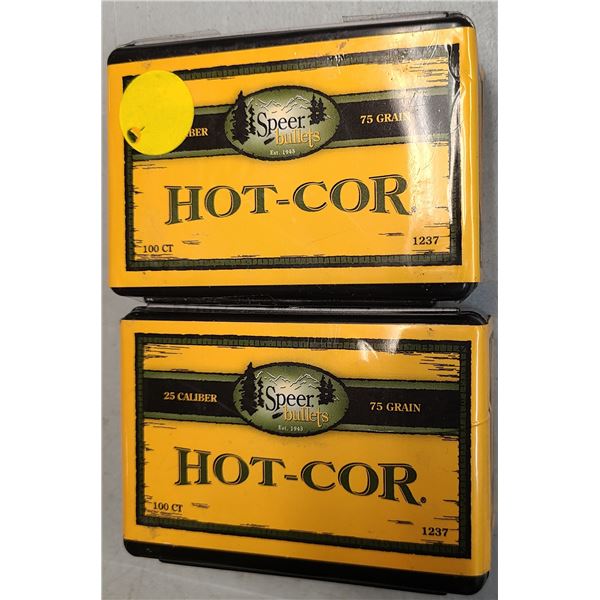 BER
Speer
bullets
Est. 1943
75 GRAIN
HOT-COR®
100 CT
1237
25 CALIBER
Speer
bullets
Est. 1943
75 GRAIN
HOT-COR®
100 CT
1237